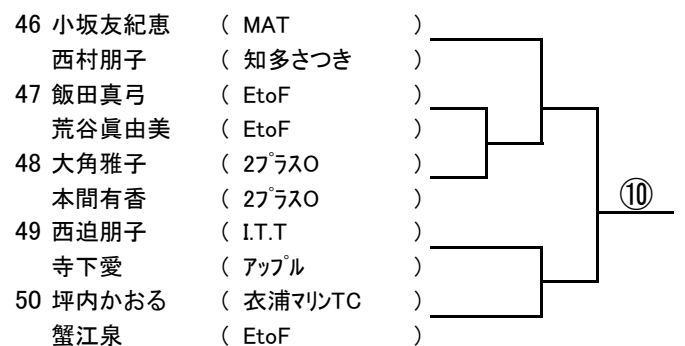 46 小坂友紀恵 ( MAT )
西村朋子 ( 知多さつき )
47 飯田真弓 ( EtoF )
荒谷眞由美 ( EtoF )
48 大角雅子 ( 2プラスO )
本間有香 ( 2プラスO )
⑩
49 西迫朋子 ( I.T.T )
寺下愛 ( アップル )
50 坪内かおる ( 衣浦マリンTC )
蟹江泉 ( EtoF )